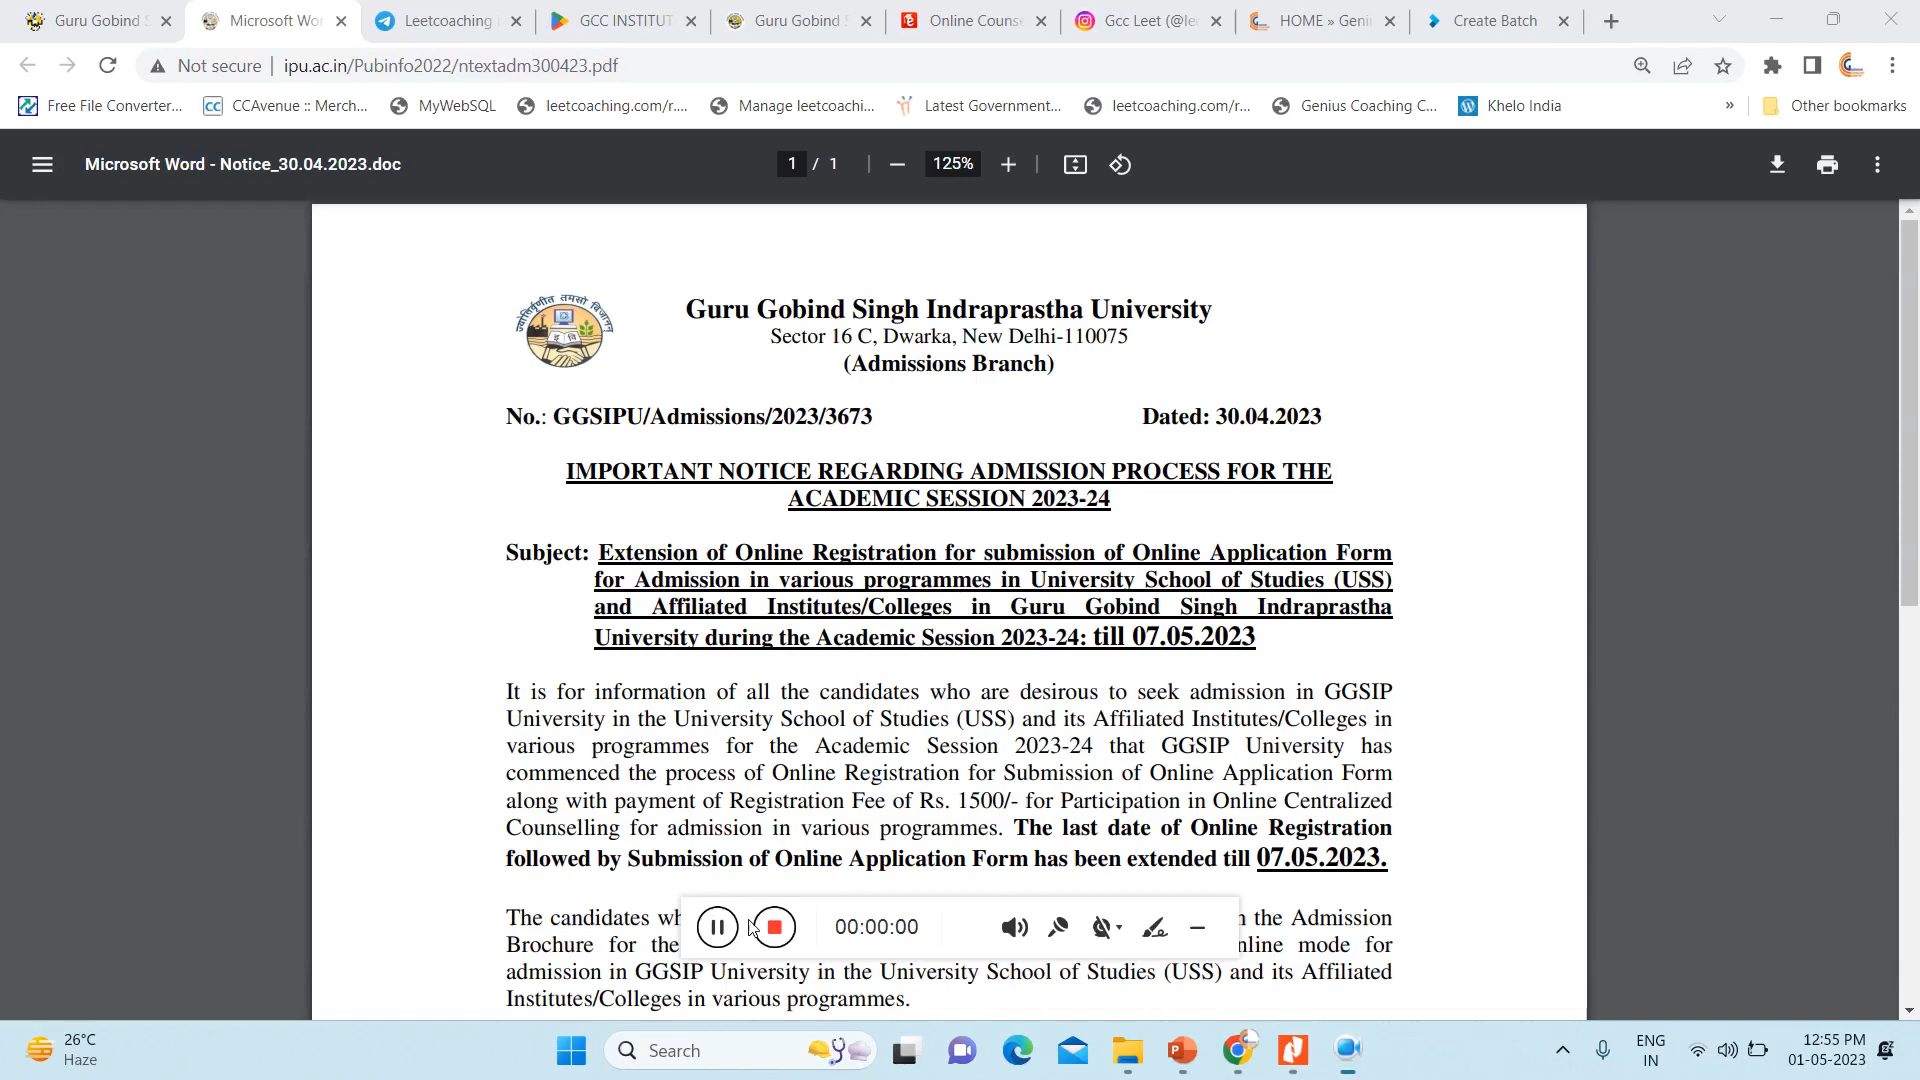 Guru Gobind S
Microsoft Wor
Leetcoaching
GCC INSTITUT
Guru Gobind S
Online Couns
Gcc Leet (@le
HOME » Geni
Create Batch
Not secure
ipu.ac.in/Pubinfo2022/ntextadm300423.pdf
Free File Converter...
CCAvenue :: Merch...
MyWebSQL
leetcoaching.com/r....
Manage leetcoachi...
Latest Government...
leetcoaching.com/r...
Genius Coaching C...
Khelo India
»
Other bookmarks
Microsoft Word - Notice_30.04.2023.doc
1 / 1
125%
ज्योतिर्पूर्णीत तमसो विजानन
Guru Gobind Singh Indraprastha University
Sector 16 C, Dwarka, New Delhi-110075
(Admissions Branch)
No.: GGSIPU/Admissions/2023/3673
Dated: 30.04.2023
IMPORTANT NOTICE REGARDING ADMISSION PROCESS FOR THE
ACADEMIC SESSION 2023-24
Subject: Extension of Online Registration for submission of Online Application Form
for Admission in various programmes in University School of Studies (USS)
and Affiliated Institutes/Colleges in Guru Gobind Singh Indraprastha
University during the Academic Session 2023-24: till 07.05.2023
It is for information of all the candidates who are desirous to seek admission in GGSIP
University in the University School of Studies (USS) and its Affiliated Institutes/Colleges in
various programmes for the Academic Session 2023-24 that GGSIP University has
commenced the process of Online Registration for Submission of Online Application Form
along with payment of Registration Fee of Rs. 1500/- for Participation in Online Centralized
Counselling for admission in various programmes. The last date of Online Registration
followed by Submission of Online Application Form has been extended till 07.05.2023.
The candidates wh
the Admission
Brochure for the
nline mode for
00:00:00
admission in GGSIP University in the University School of Studies (USS) and its Affiliated
Institutes/Colleges in various programmes.
26°C
Haze
Search
ENG
IN
12:55 PM
01-05-2023